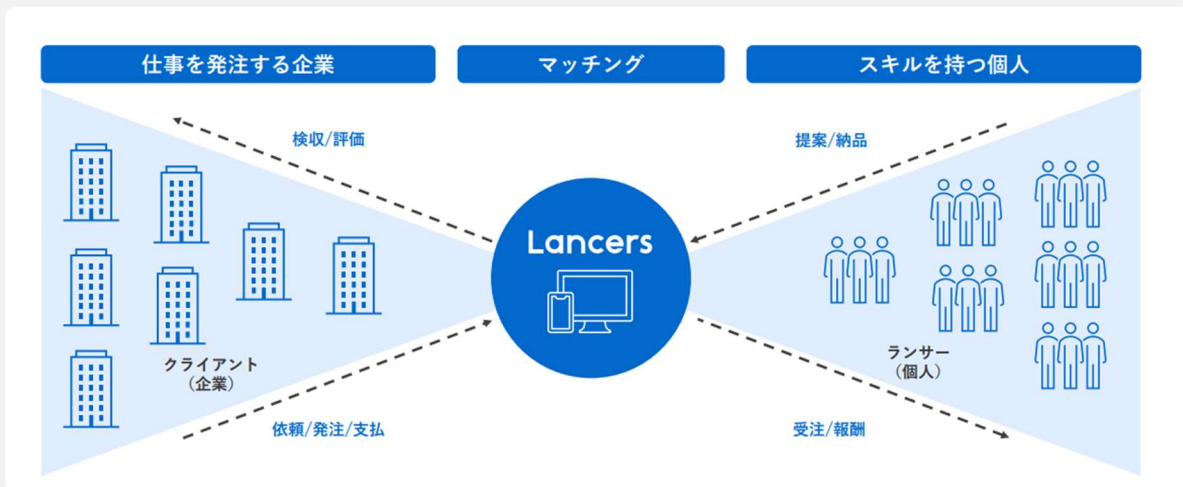 仕事を発注する企業
マッチング
スキルを持つ個人
検収/評価
提案/納品
Lancers
クライアント
（企業）
ランサー
（個人）
依頼/発注/支払
受注/報酬